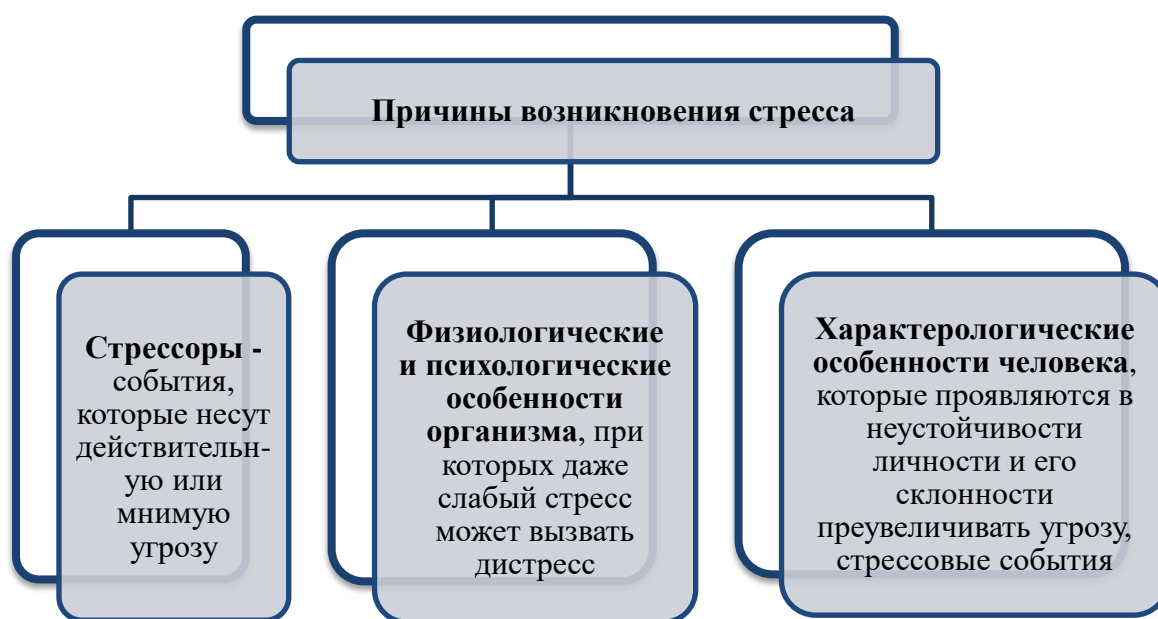 Причины возникновения стресса
Стрессоры -
события,
которые несут
действительн-
ую или
мнимую
угрозу
Физиологические
и психологические
особенности
организма, при
которых даже
слабый стресс
может вызвать
дистресс
Характерологические
особенности человека,
которые проявляются в
неустойчивости
личности и его
склонности
преувеличивать угрозу,
стрессовые события